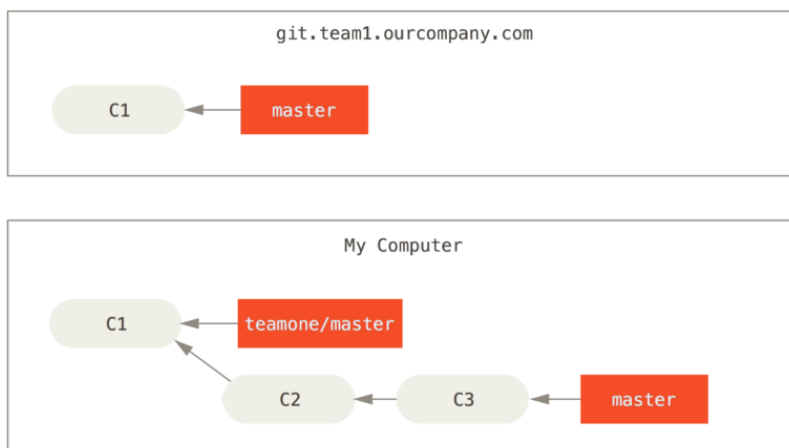 git.team1.ourcompany.com
C1
master
My Computer
C1
teamone/master
C2
C3
master